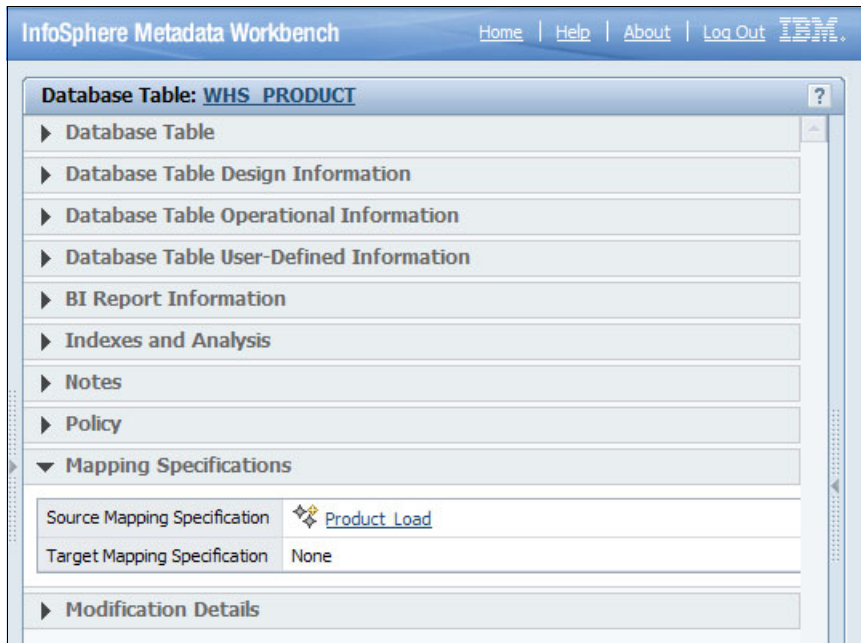 InfoSphere Metadata Workbench Home | Help | About | Log Out IBM.
Database Table: WHS_PRODUCT ?
Database Table
Database Table Design Information
Database Table Operational Information
Database Table User-Defined Information
BI Report Information
Indexes and Analysis
Notes
Policy
Mapping Specifications
Source Mapping Specification Product_Load
Target Mapping Specification None
Modification Details